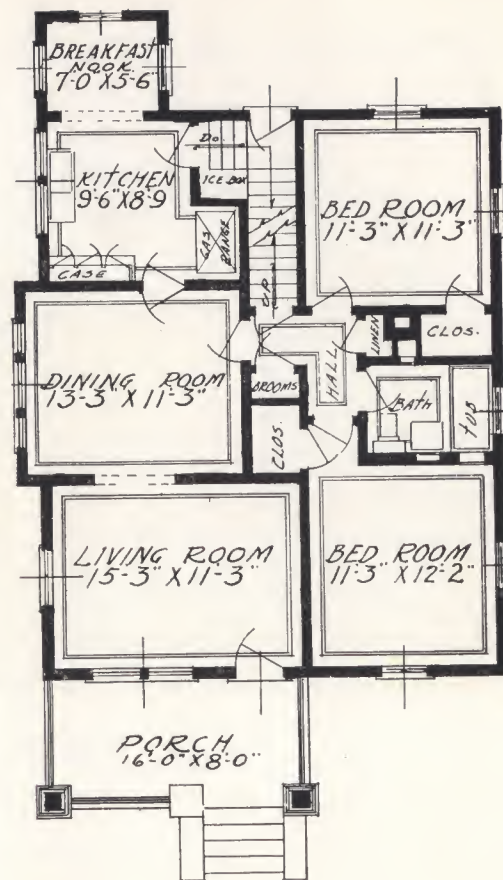 BREAKFAST
NOOK.
7'-0" X 5'-6"
KITCHEN
9'-6" X 8'-9
Do.
ICE BOX
GAS
RANGE
CASE
UP
BED ROOM
11'-3" X 11'-3"
LINEN
CLOS.
HALL
BROOMS
BATH
TUB
CLOS.
DINING ROOM
13'-3" X 11'-3"
LIVING ROOM
15'-3" X 11'-3"
BED ROOM
11'-3" X 12'-2"
PORCH
16'-0" X 8'-0"